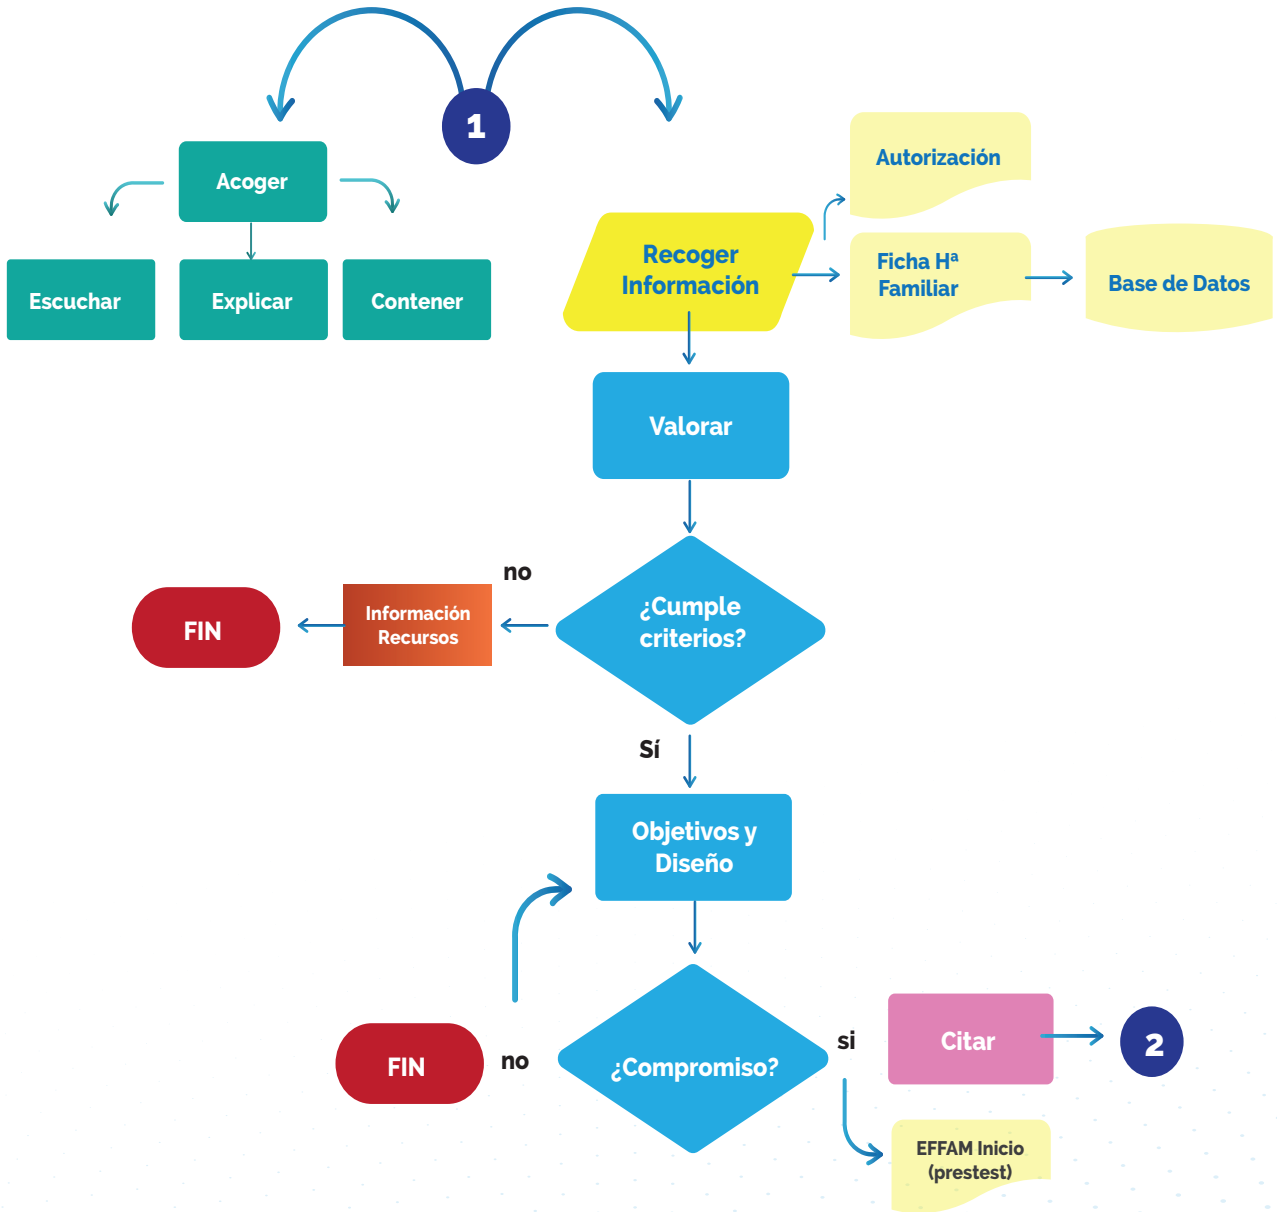 1
Acoger
Escuchar
Explicar
Contener
Recoger
Información
Autorización
Ficha Hª
Familiar
Base de Datos
Valorar
¿Cumple
criterios?
no
Información
Recursos
FIN
Sí
Objetivos y
Diseño
¿Compromiso?
no
FIN
si
Citar
2
EFFAM Inicio
(prestest)